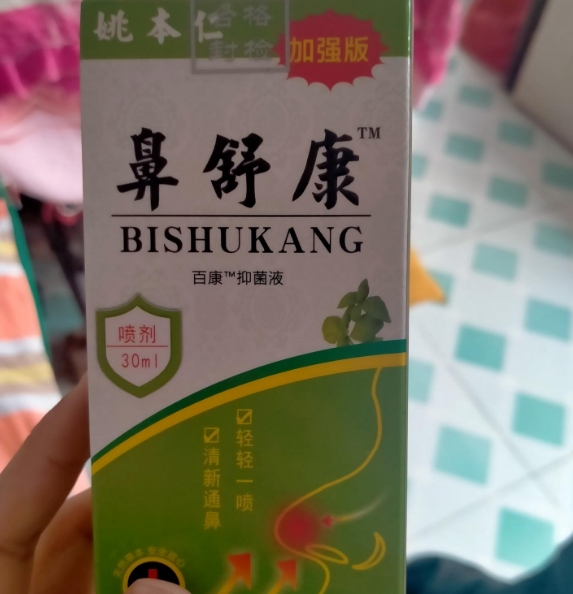 姚本仁
合格
封检
加强版
鼻舒康™
BISHUKANG
百康™抑菌液
喷剂
30ml
☑轻轻一喷
☑清新通鼻